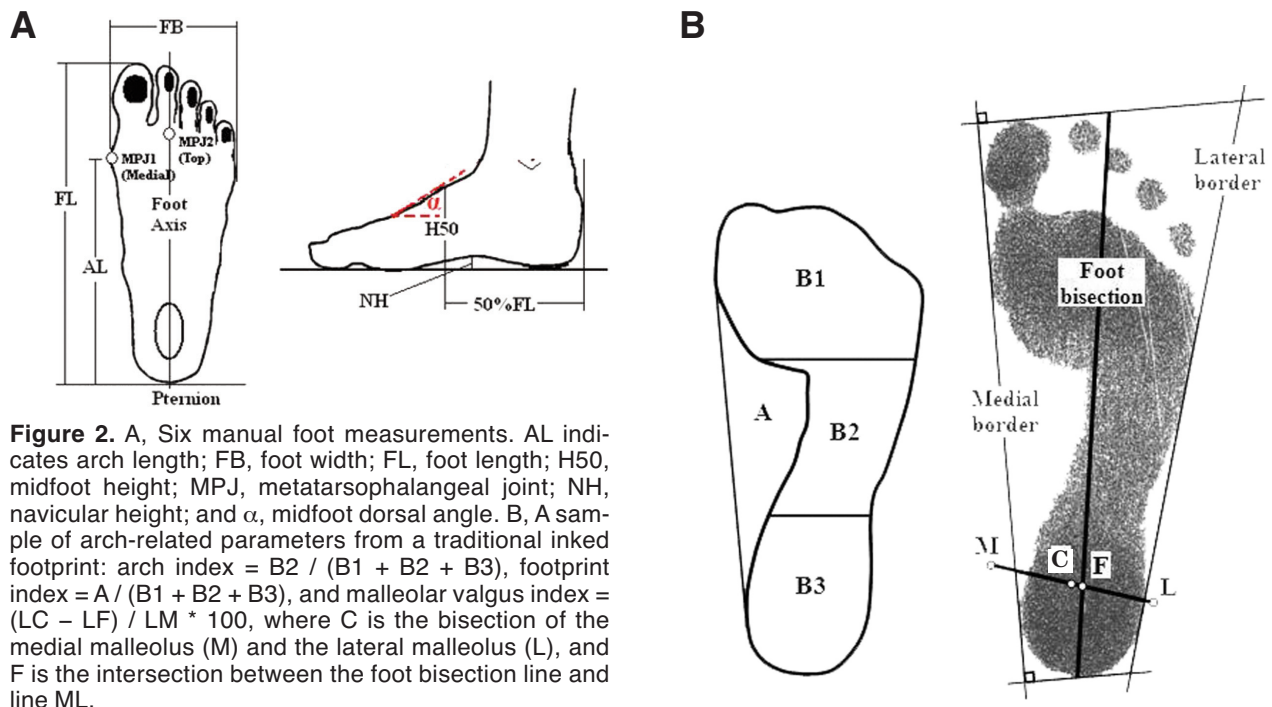 A
FB
MPJ2
(Top)
MPJ1
(Medial)
FL
Foot
Axis
AL
Pternion
α
H50
NH
50%FL
Figure 2. A, Six manual foot measurements. AL indi-
cates arch length; FB, foot width; FL, foot length; H50,
midfoot height; MPJ, metatarsophalangeal joint; NH,
navicular height; and α, midfoot dorsal angle. B, A sam-
ple of arch-related parameters from a traditional inked
footprint: arch index = B2 / (B1 + B2 + B3), footprint
index = A / (B1 + B2 + B3), and malleolar valgus index =
(LC − LF) / LM * 100, where C is the bisection of the
medial malleolus (M) and the lateral malleolus (L), and
F is the intersection between the foot bisection line and
line ML.
B
B1
A
B2
B3
Lateral
border
Foot
bisection
Medial
border
M
C
F
L